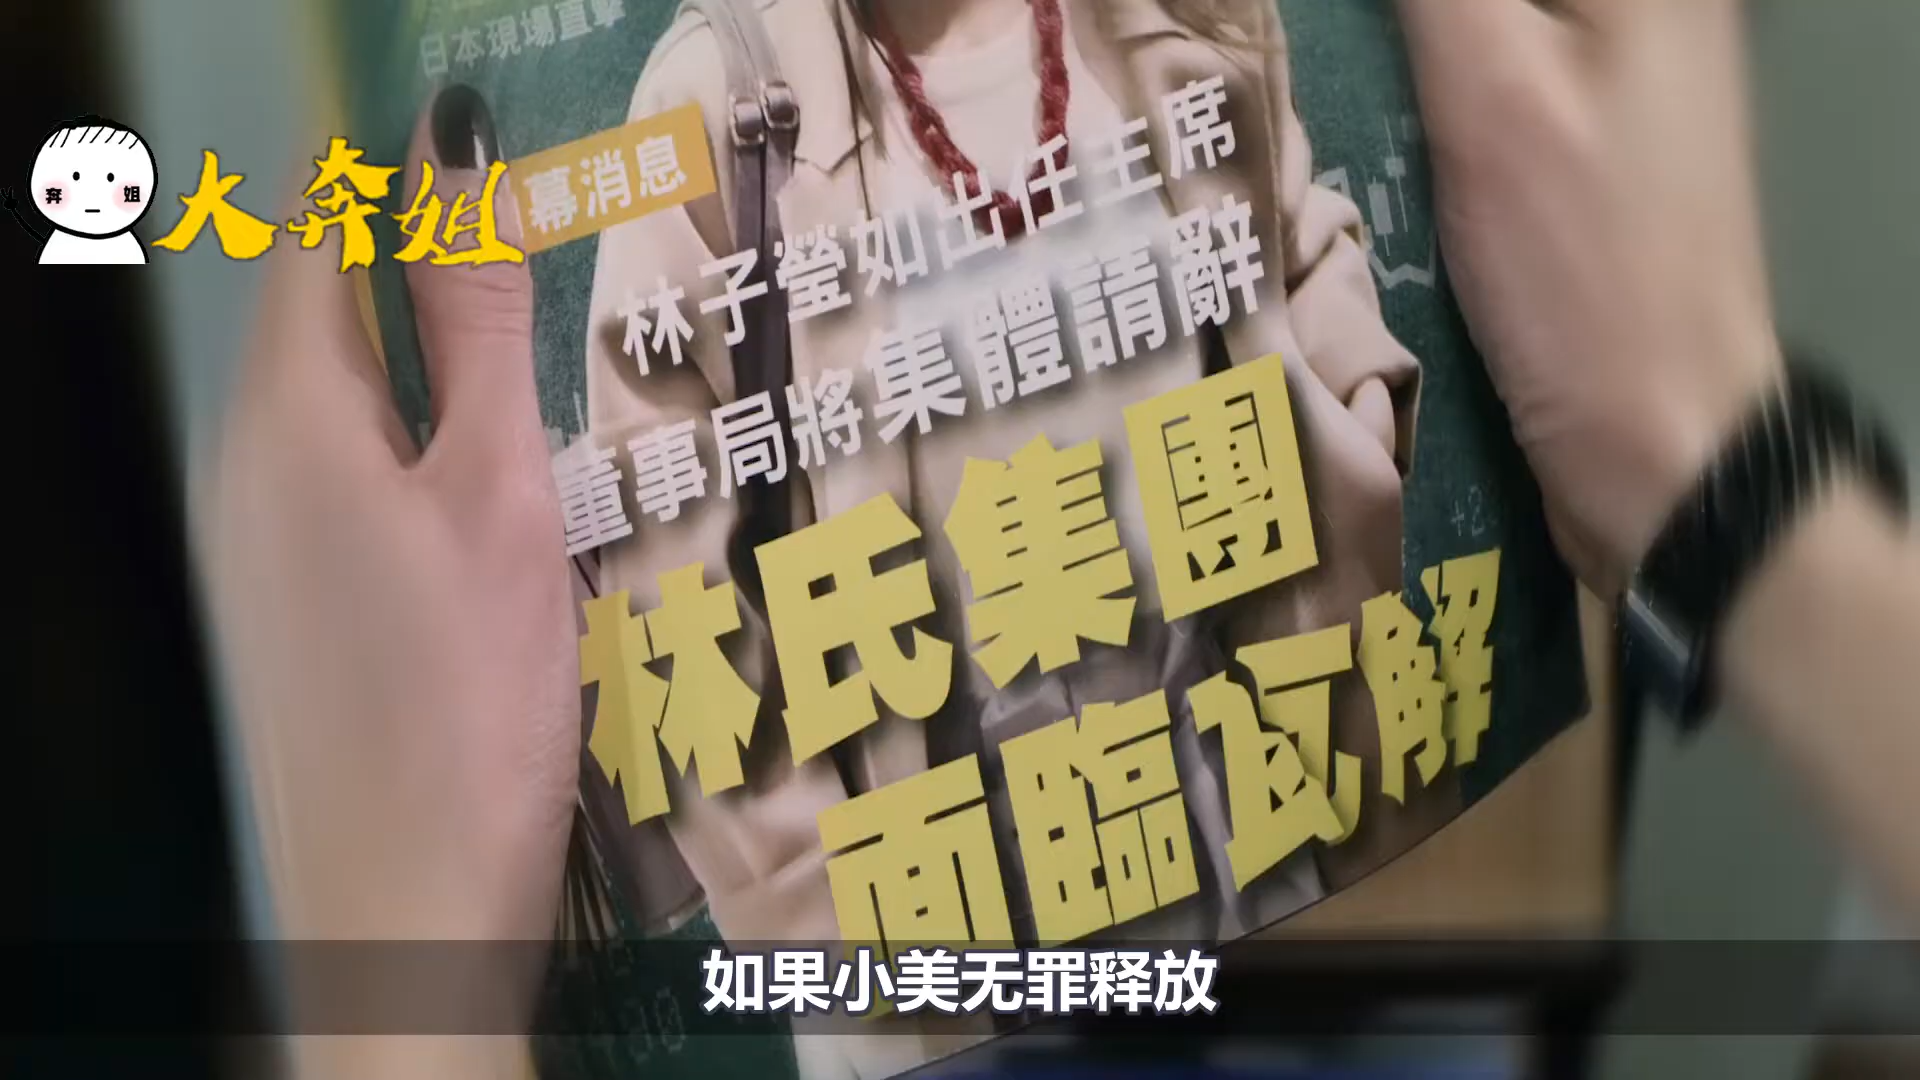 日本現場直擊
奔 姐
大奔姐
幕消息
林子瑩如出任主席
董事局將集體請辭
林氏集團
面臨瓦解
如果小美无罪释放